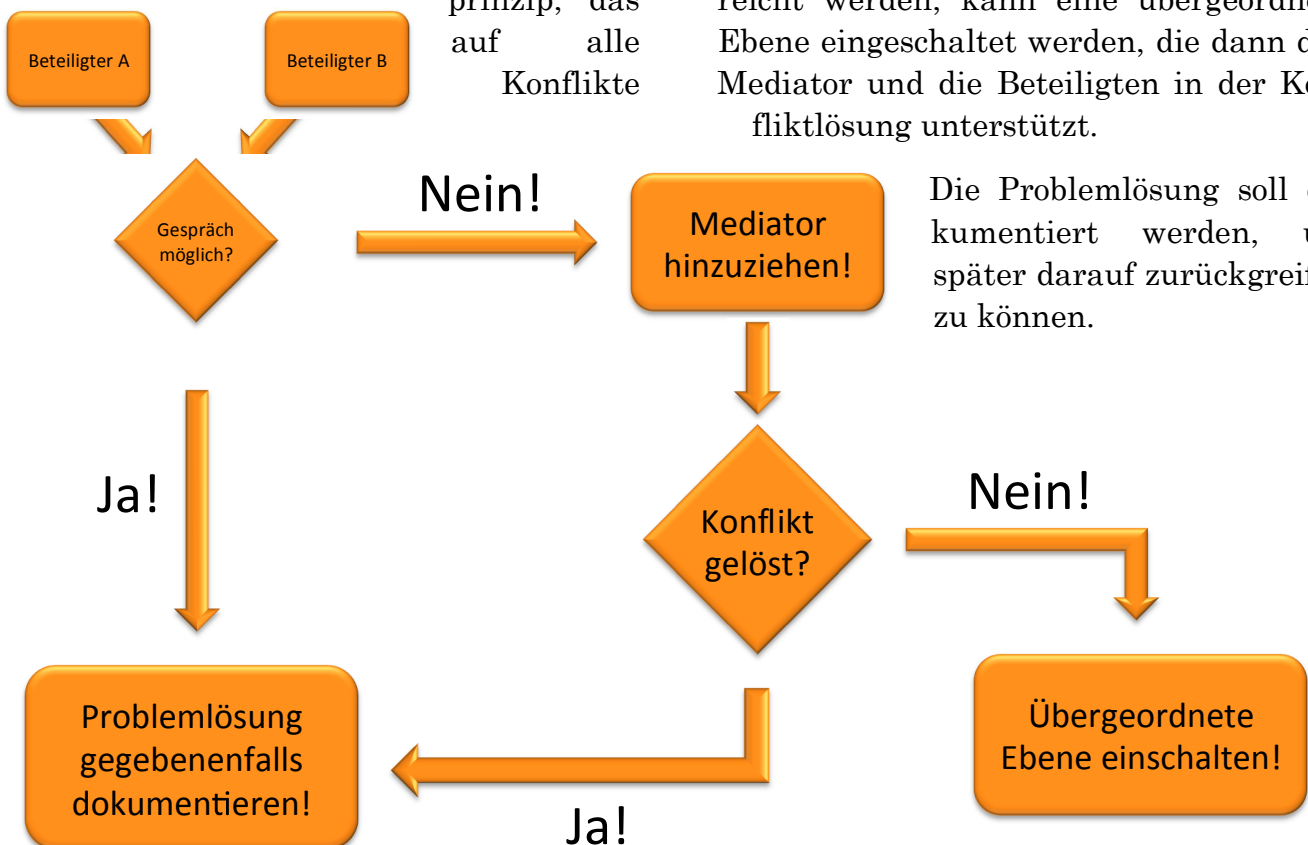 prinzip, das
auf alle
Konflikte
reicht werden, kann eine übergeordne
Ebene eingeschaltet werden, die dann d
Mediator und die Beteiligten in der Ko
fliktlösung unterstützt.
Die Problemlösung soll
kumentiert werden, u
später darauf zurückgreif
zu können.
Beteiligter A
Beteiligter B
Gespräch
möglich?
Nein!
Mediator
hinzuziehen!
Ja!
Konflikt
gelöst?
Nein!
Problemlösung
gegebenenfalls
dokumentieren!
Ja!
Übergeordnete
Ebene einschalten!